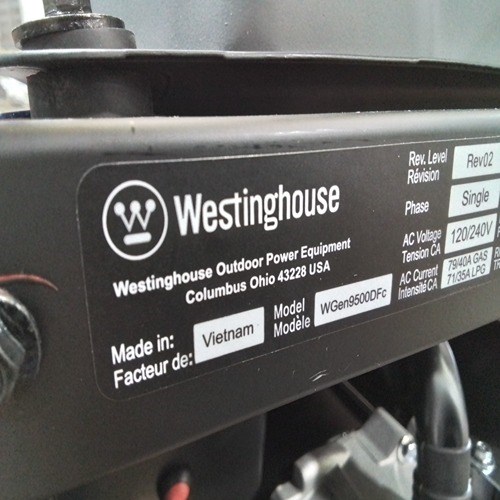 Westinghouse
Westinghouse Outdoor Power Equipment
Columbus Ohio 43228 USA
Made in:
Facteur de:
Vietnam
Model
Modèle
WGen9500DFc
Rev. Level
Révision
Rev02
Phase
Single
AC Voltage
Tension CA
120/240V
AC Current
Intensité CA
79/40A GAS
71/35A LPG